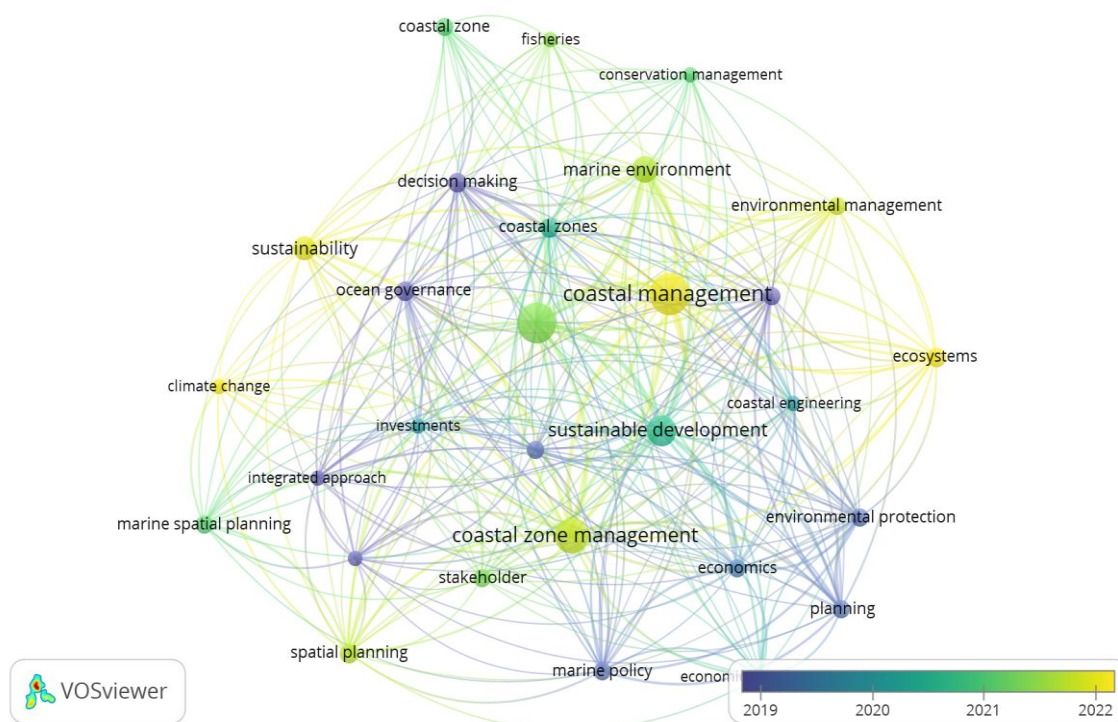 coastal zone
fisheries
conservation management
marine environment
decision making
environmental management
coastal zones
sustainability
ocean governance
coastal management
ecosystems
climate change
coastal engineering
investments
sustainable development
integrated approach
environmental protection
marine spatial planning
coastal zone management
economics
stakeholder
planning
spatial planning
marine policy
VOSviewer
2019 2020 2021 2022